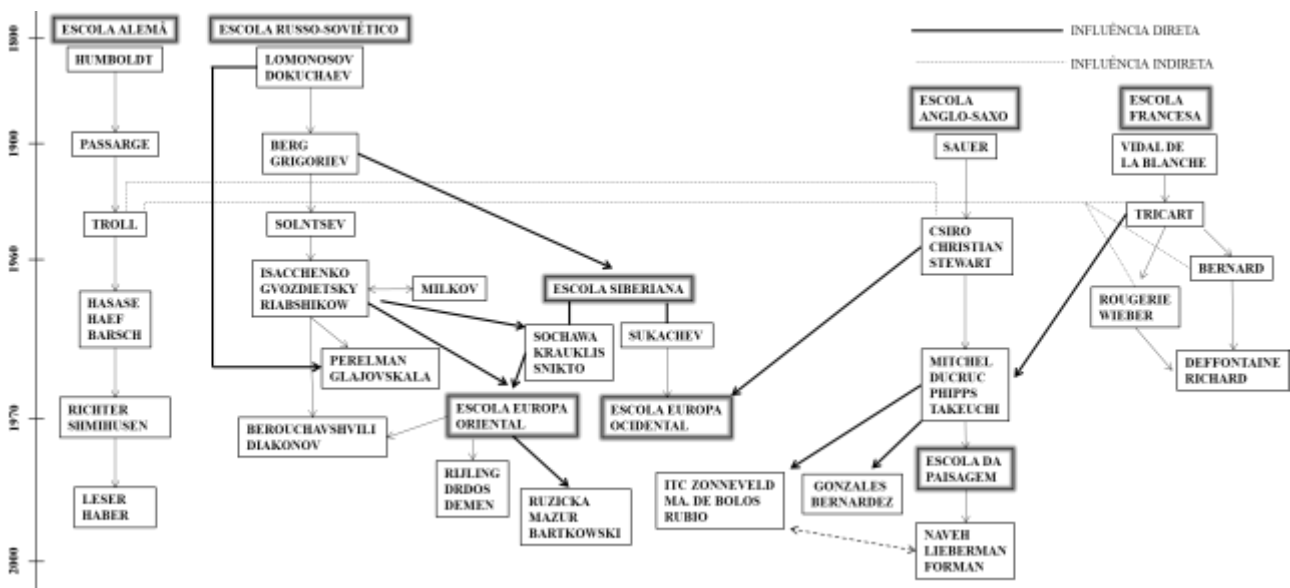 1800
1900
1960
1970
2000
ESCOLA ALEMÃ
HUMBOLDT
PASSARGE
TROLL
HASASE
HAEF
BARSCH
RICHTER
SHMIHUSEN
LESER
HABER
ESCOLA RUSSO-SOVIÉTICO
LOMONOSOV
DOKUCHAEV
BERG
GRIGORIEV
SOLNTSEV
ISACCHENKO
GVOZDIETSKY
RIABSHIKOW
MILKOV
PERELMAN
GLAJOVSKALA
BEROUCHAVSHVILI
DIAKONOV
ESCOLA SIBERIANA
SOCHAWA
KRAUKLIS
SNIKTO
SUKACHEV
ESCOLA EUROPA
ORIENTAL
RIJLING
DRDOS
DEMEN
RUZICKA
MAZUR
BARTKOWSKI
ESCOLA EUROPA
OCIDENTAL
INFLUÊNCIA DIRETA
INFLUÊNCIA INDIRETA
ESCOLA
ANGLO-SAXO
SAUER
CSIRO
CHRISTIAN
STEWART
MITCHEL
DUCRUC
PHIPPS
TAKEUCHI
ITC ZONNEVELD
MA. DE BOLOS
RUBIO
GONZALES
BERNARDEZ
ESCOLA DA
PAISAGEM
NAVEH
LIEBERMAN
FORMAN
ESCOLA
FRANCESA
VIDAL DE
LA BLANCHE
TRICART
BERNARD
ROUGERIE
WIEBER
DEFFONTAINE
RICHARD